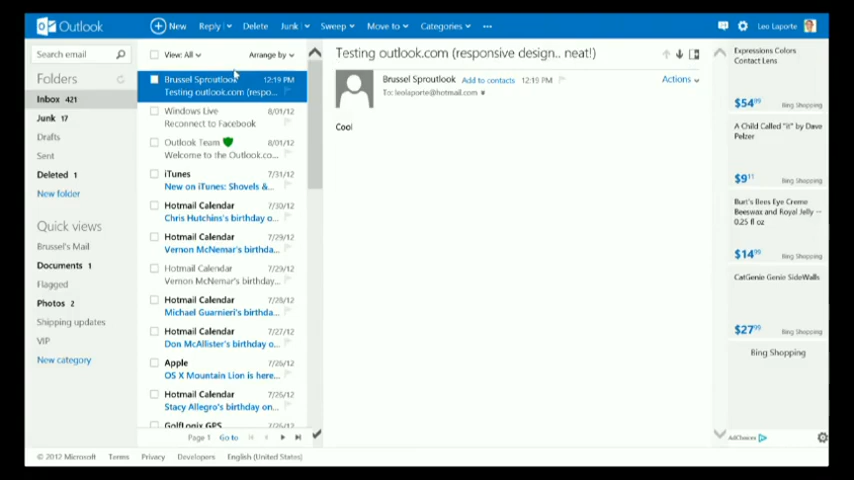 Outlook
New
Reply
Delete
Junk
Sweep
Move to
Categories
Leo Laporte
Search email
Folders
Inbox 421
Junk 17
Drafts
Sent
Deleted 1
New folder
Quick views
Brussel's Mail
Documents 1
Flagged
Photos 2
Shipping updates
VIP
New category
View: All
Arrange by
Brussel Sproutlook 12:19 PM
Testing outlook.com (respo...
Windows Live 8/01/12
Reconnect to Facebook
Outlook Team 8/01/12
Welcome to the Outlook.co...
iTunes 7/31/12
New on iTunes: Shovels &...
Hotmail Calendar 7/30/12
Chris Hutchins's birthday o...
Hotmail Calendar 7/29/12
Vernon McNemar's birthda...
Hotmail Calendar 7/29/12
Vernon McNemar's birthday...
Hotmail Calendar 7/28/12
Michael Guarnieri's birthda...
Hotmail Calendar 7/27/12
Don McAllister's birthday o...
Apple 7/26/12
OS X Mountain Lion is here...
Hotmail Calendar 7/26/12
Stacy Allegro's birthday on...
GolfLogix GPS
Page 1 Go to
Testing outlook.com (responsive design.. neat!)
Brussel Sproutlook Add to contacts 12:19 PM
To: leolaporte@hotmail.com
Actions
Cool
Expressions Colors
Contact Lens
$54.99 Bing Shopping
A Child Called "It" by Dave
Pelzer
$9.11 Bing Shopping
Burt's Bees Eye Creme
Beeswax and Royal Jelly --
0.25 fl oz
$14.99 Bing Shopping
CatGenie Genie SideWalls
$27.99 Bing Shopping
Bing Shopping
AdChoices
© 2012 Microsoft Terms Privacy Developers English (United States)